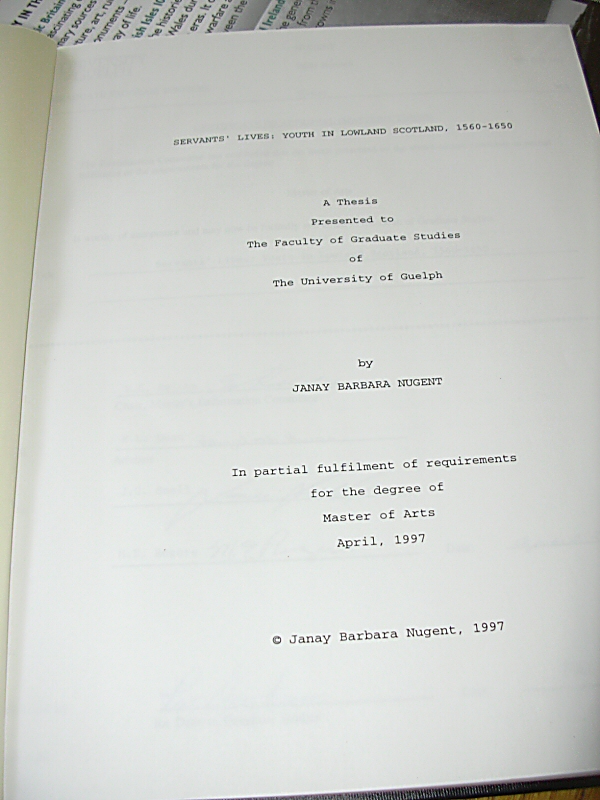 SERVANTS' LIVES: YOUTH IN LOWLAND SCOTLAND, 1560-1650
A Thesis
Presented to
The Faculty of Graduate Studies
of
The University of Guelph
by
JANAY BARBARA NUGENT
In partial fulfilment of requirements
for the degree of
Master of Arts
April, 1997
© Janay Barbara Nugent, 1997